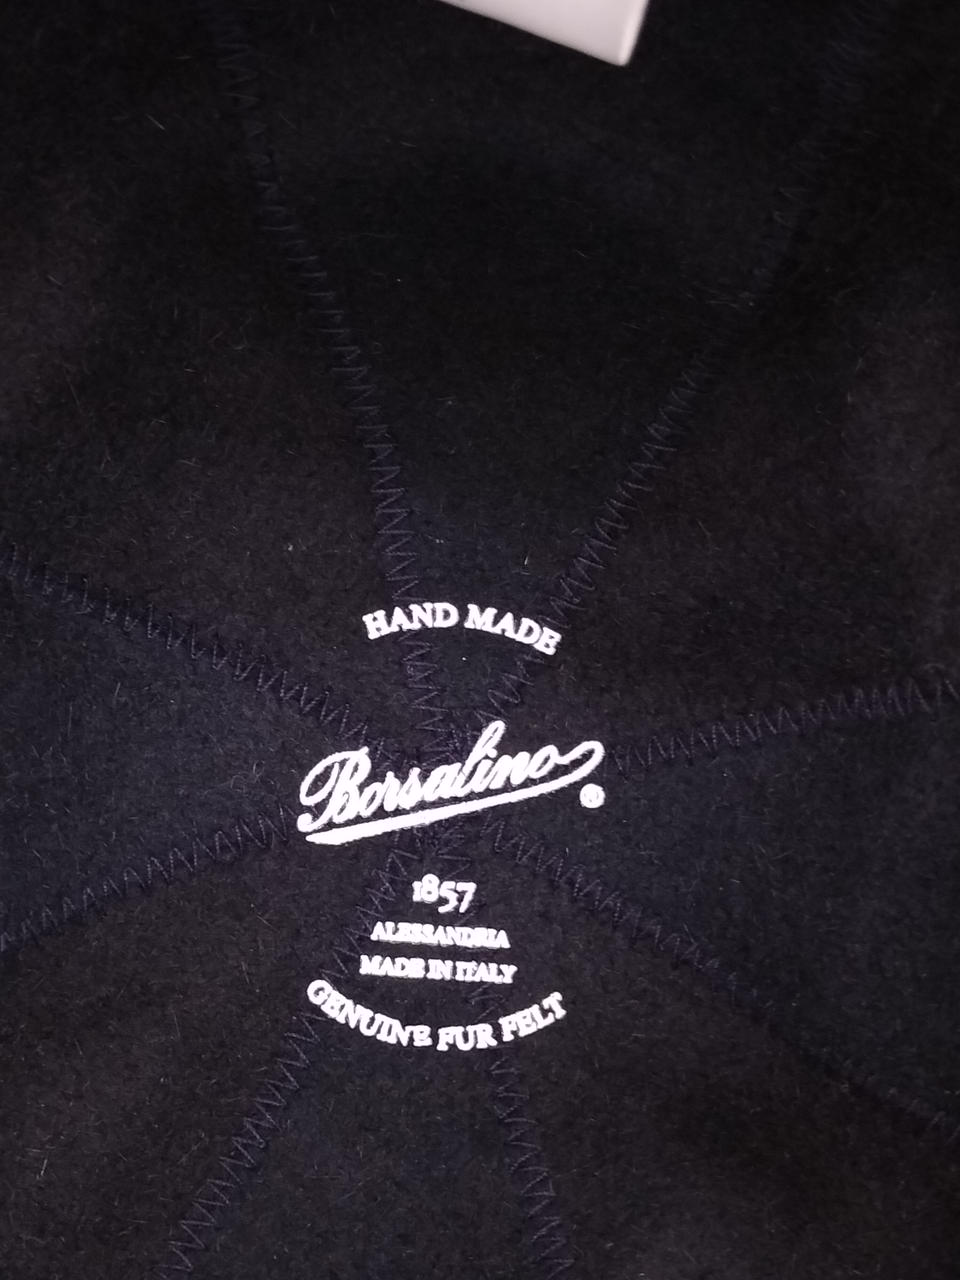 HAND MADE
Borsalino
®
1857
ALESSANDRIA
MADE IN ITALY
GENUINE FUR FELT